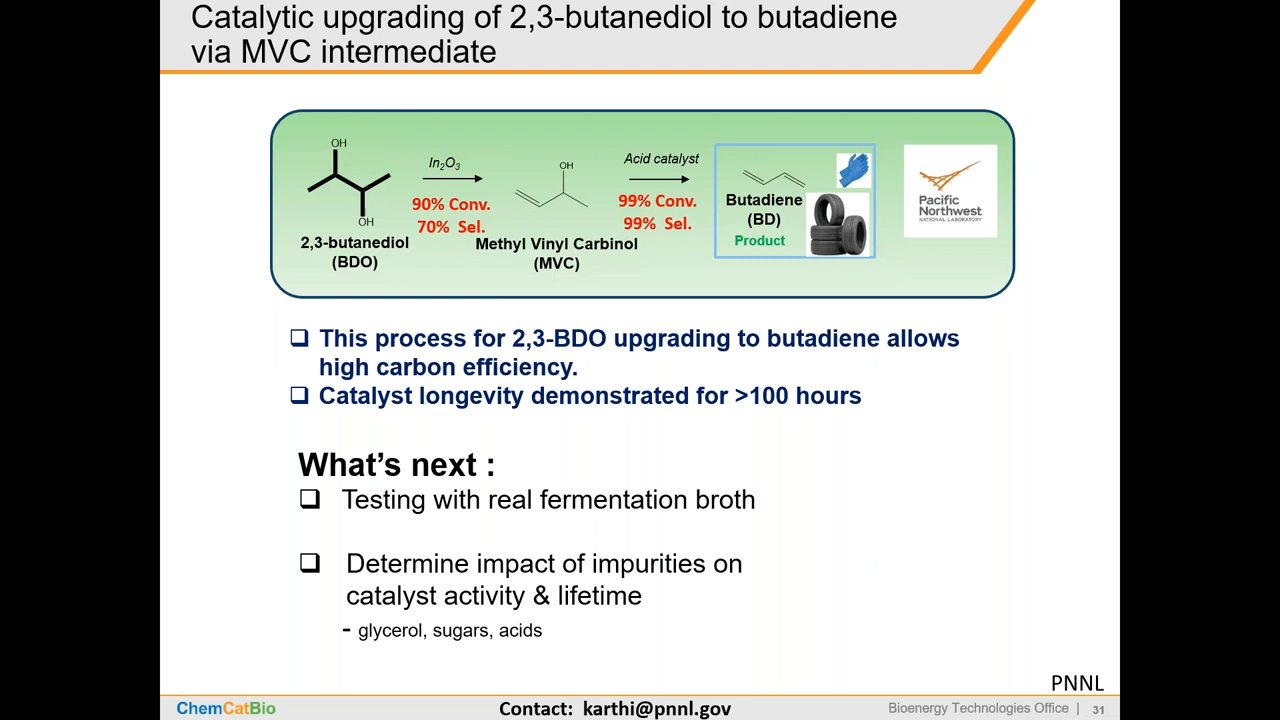 Catalytic upgrading of 2,3-butanediol to butadiene
via MVC intermediate
OH
OH
2,3-butanediol
(BDO)
In₂O₃
90% Conv.
70% Sel.
OH
Methyl Vinyl Carbinol
(MVC)
Acid catalyst
99% Conv.
99% Sel.
Butadiene
(BD)
Product
Pacific
Northwest
NATIONAL LABORATORY
❑ This process for 2,3-BDO upgrading to butadiene allows
high carbon efficiency.
❑ Catalyst longevity demonstrated for >100 hours
What's next :
❑ Testing with real fermentation broth
❑ Determine impact of impurities on
catalyst activity & lifetime
- glycerol, sugars, acids
PNNL
ChemCatBio
Contact: karthi@pnnl.gov
Bioenergy Technologies Office | 31